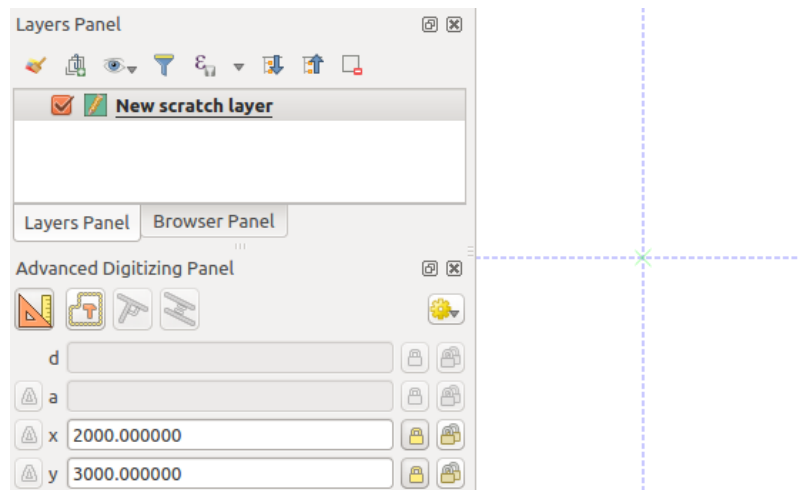 Layers Panel
New scratch layer
Layers Panel Browser Panel
Advanced Digitizing Panel
d
a
x 2000.000000
y 3000.000000